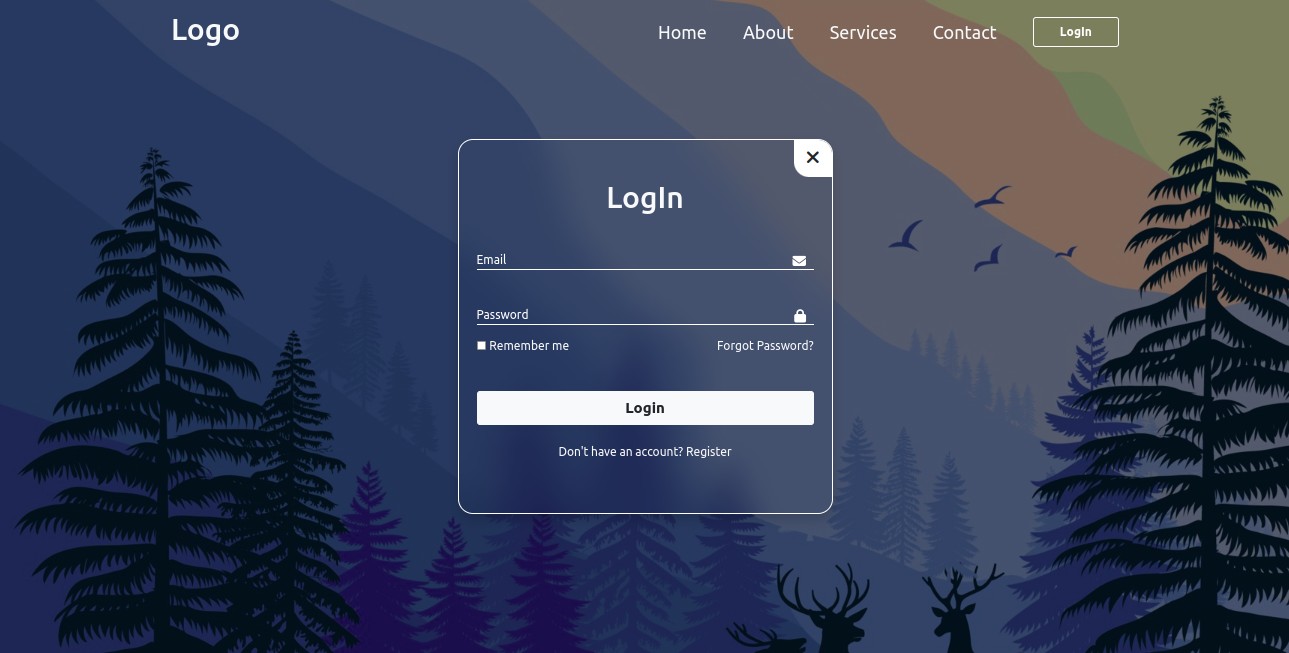 Logo
Home About Services Contact Login
LogIn
Email
Password
Remember me Forgot Password?
Login
Don't have an account? Register